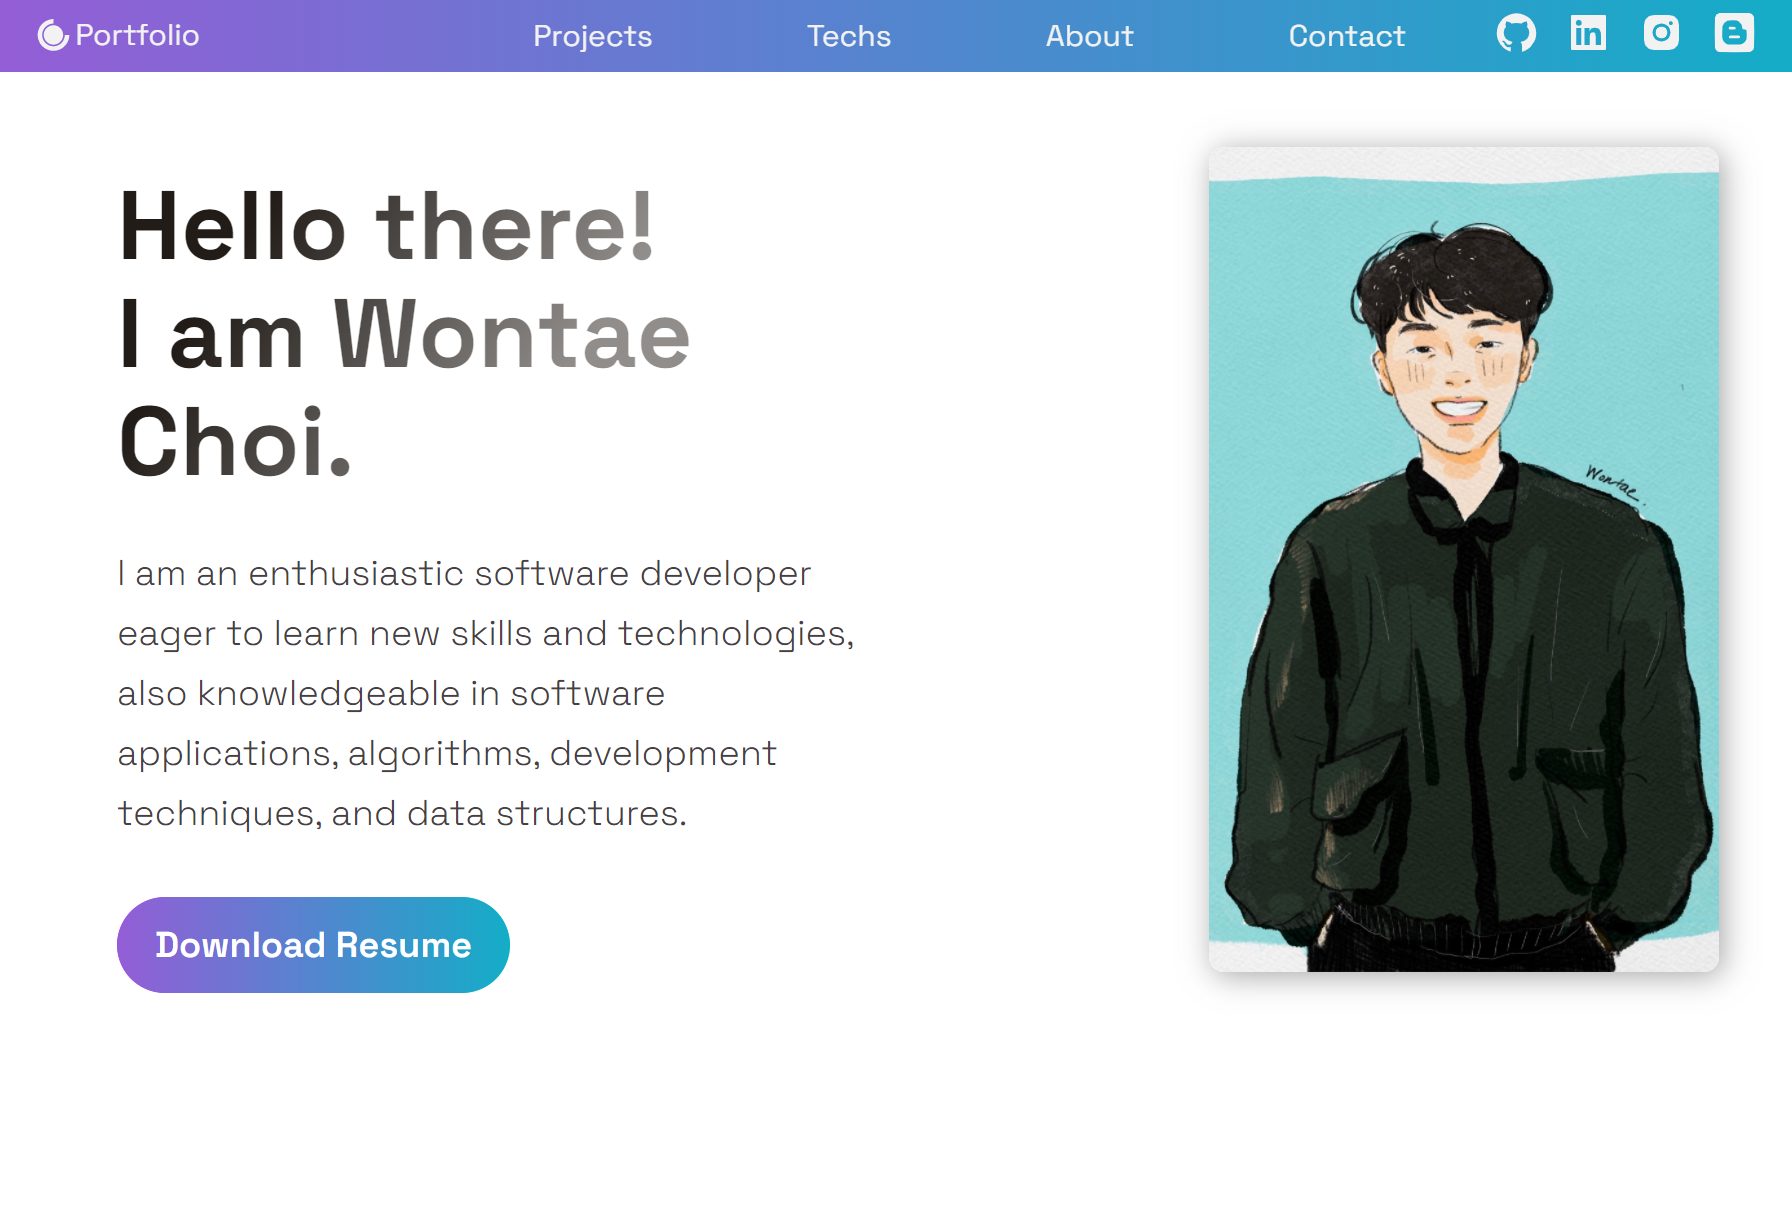 Portfolio
Projects
Techs
About
Contact
in
Hello there!
I am Wontae
Choi.
Wontae.
I am an enthusiastic software developer
eager to learn new skills and technologies,
also knowledgeable in software
applications, algorithms, development
techniques, and data structures.
Download Resume